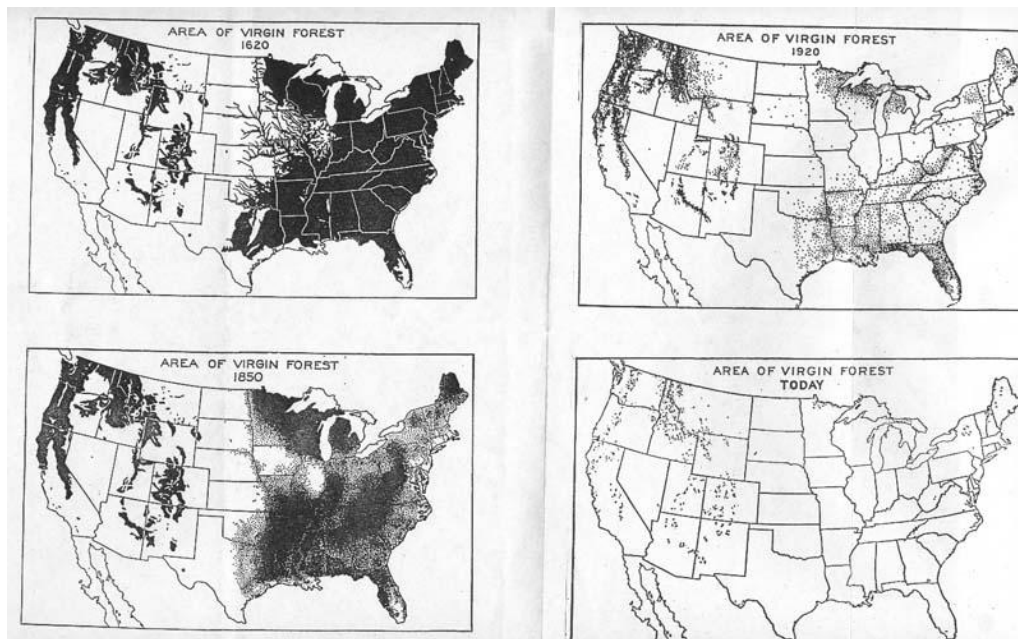 AREA OF VIRGIN FOREST
1620
AREA OF VIRGIN FOREST
1920
AREA OF VIRGIN FOREST
1850
AREA OF VIRGIN FOREST
TODAY